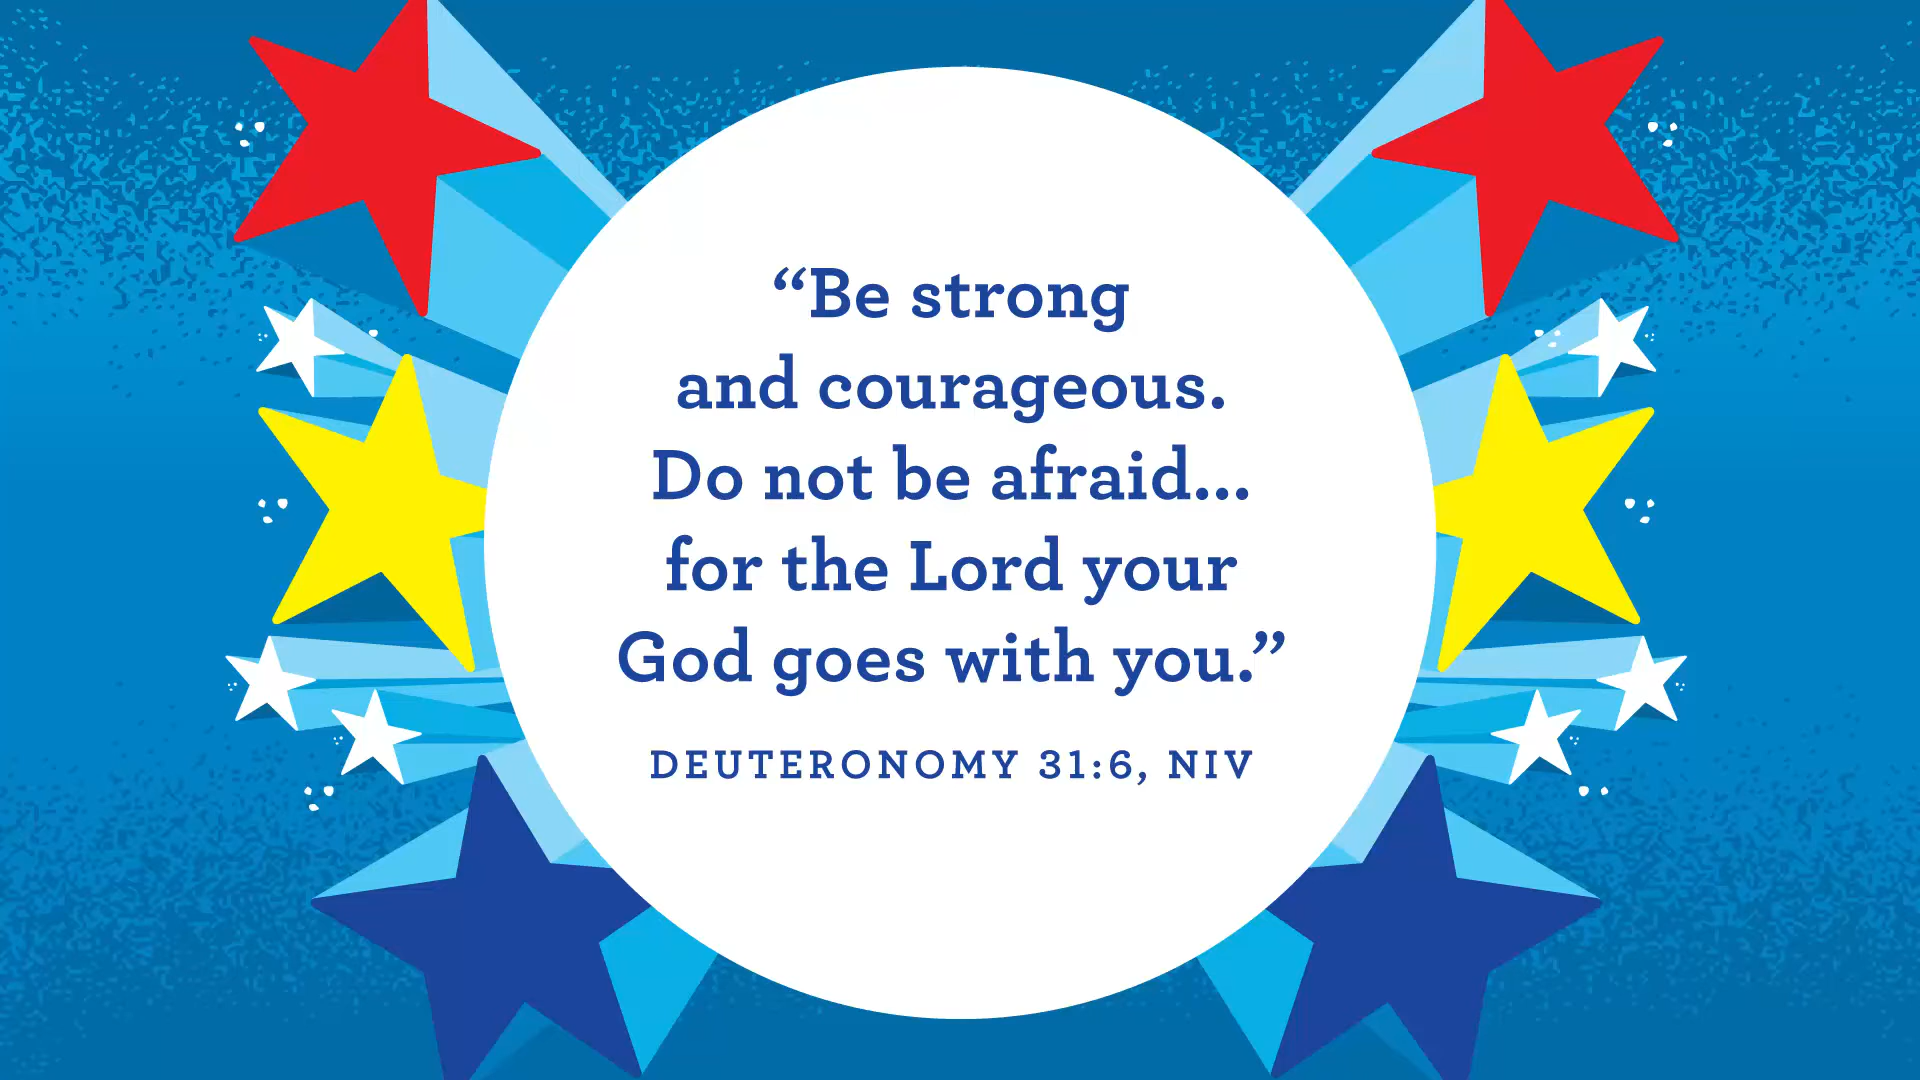 “Be strong
and courageous.
Do not be afraid...
for the Lord your
God goes with you.”
DEUTERONOMY 31:6, NIV